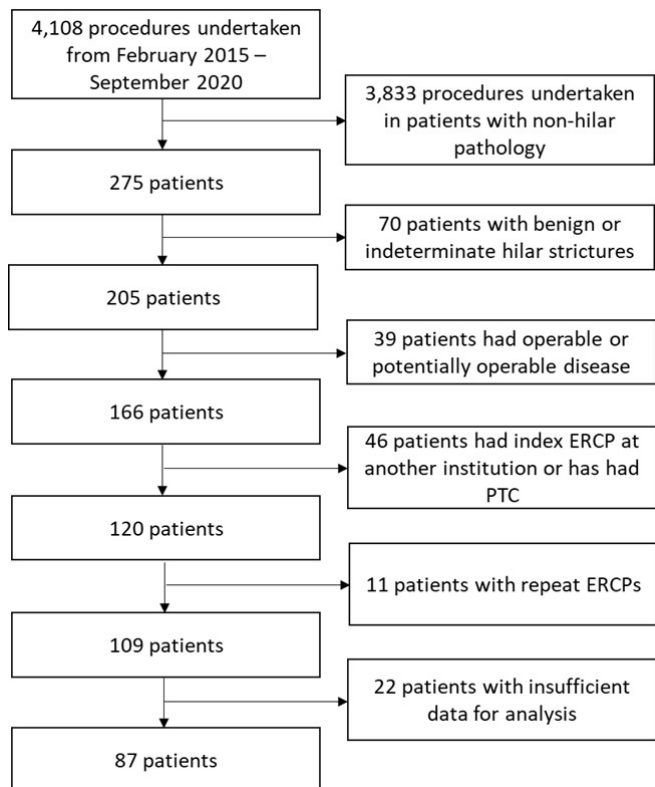 4,108 procedures undertaken
from February 2015 –
September 2020
3,833 procedures undertaken
in patients with non-hilar
pathology
275 patients
70 patients with benign or
indeterminate hilar strictures
205 patients
39 patients had operable or
potentially operable disease
166 patients
46 patients had index ERCP at
another institution or has had
PTC
120 patients
11 patients with repeat ERCPs
109 patients
22 patients with insufficient
data for analysis
87 patients